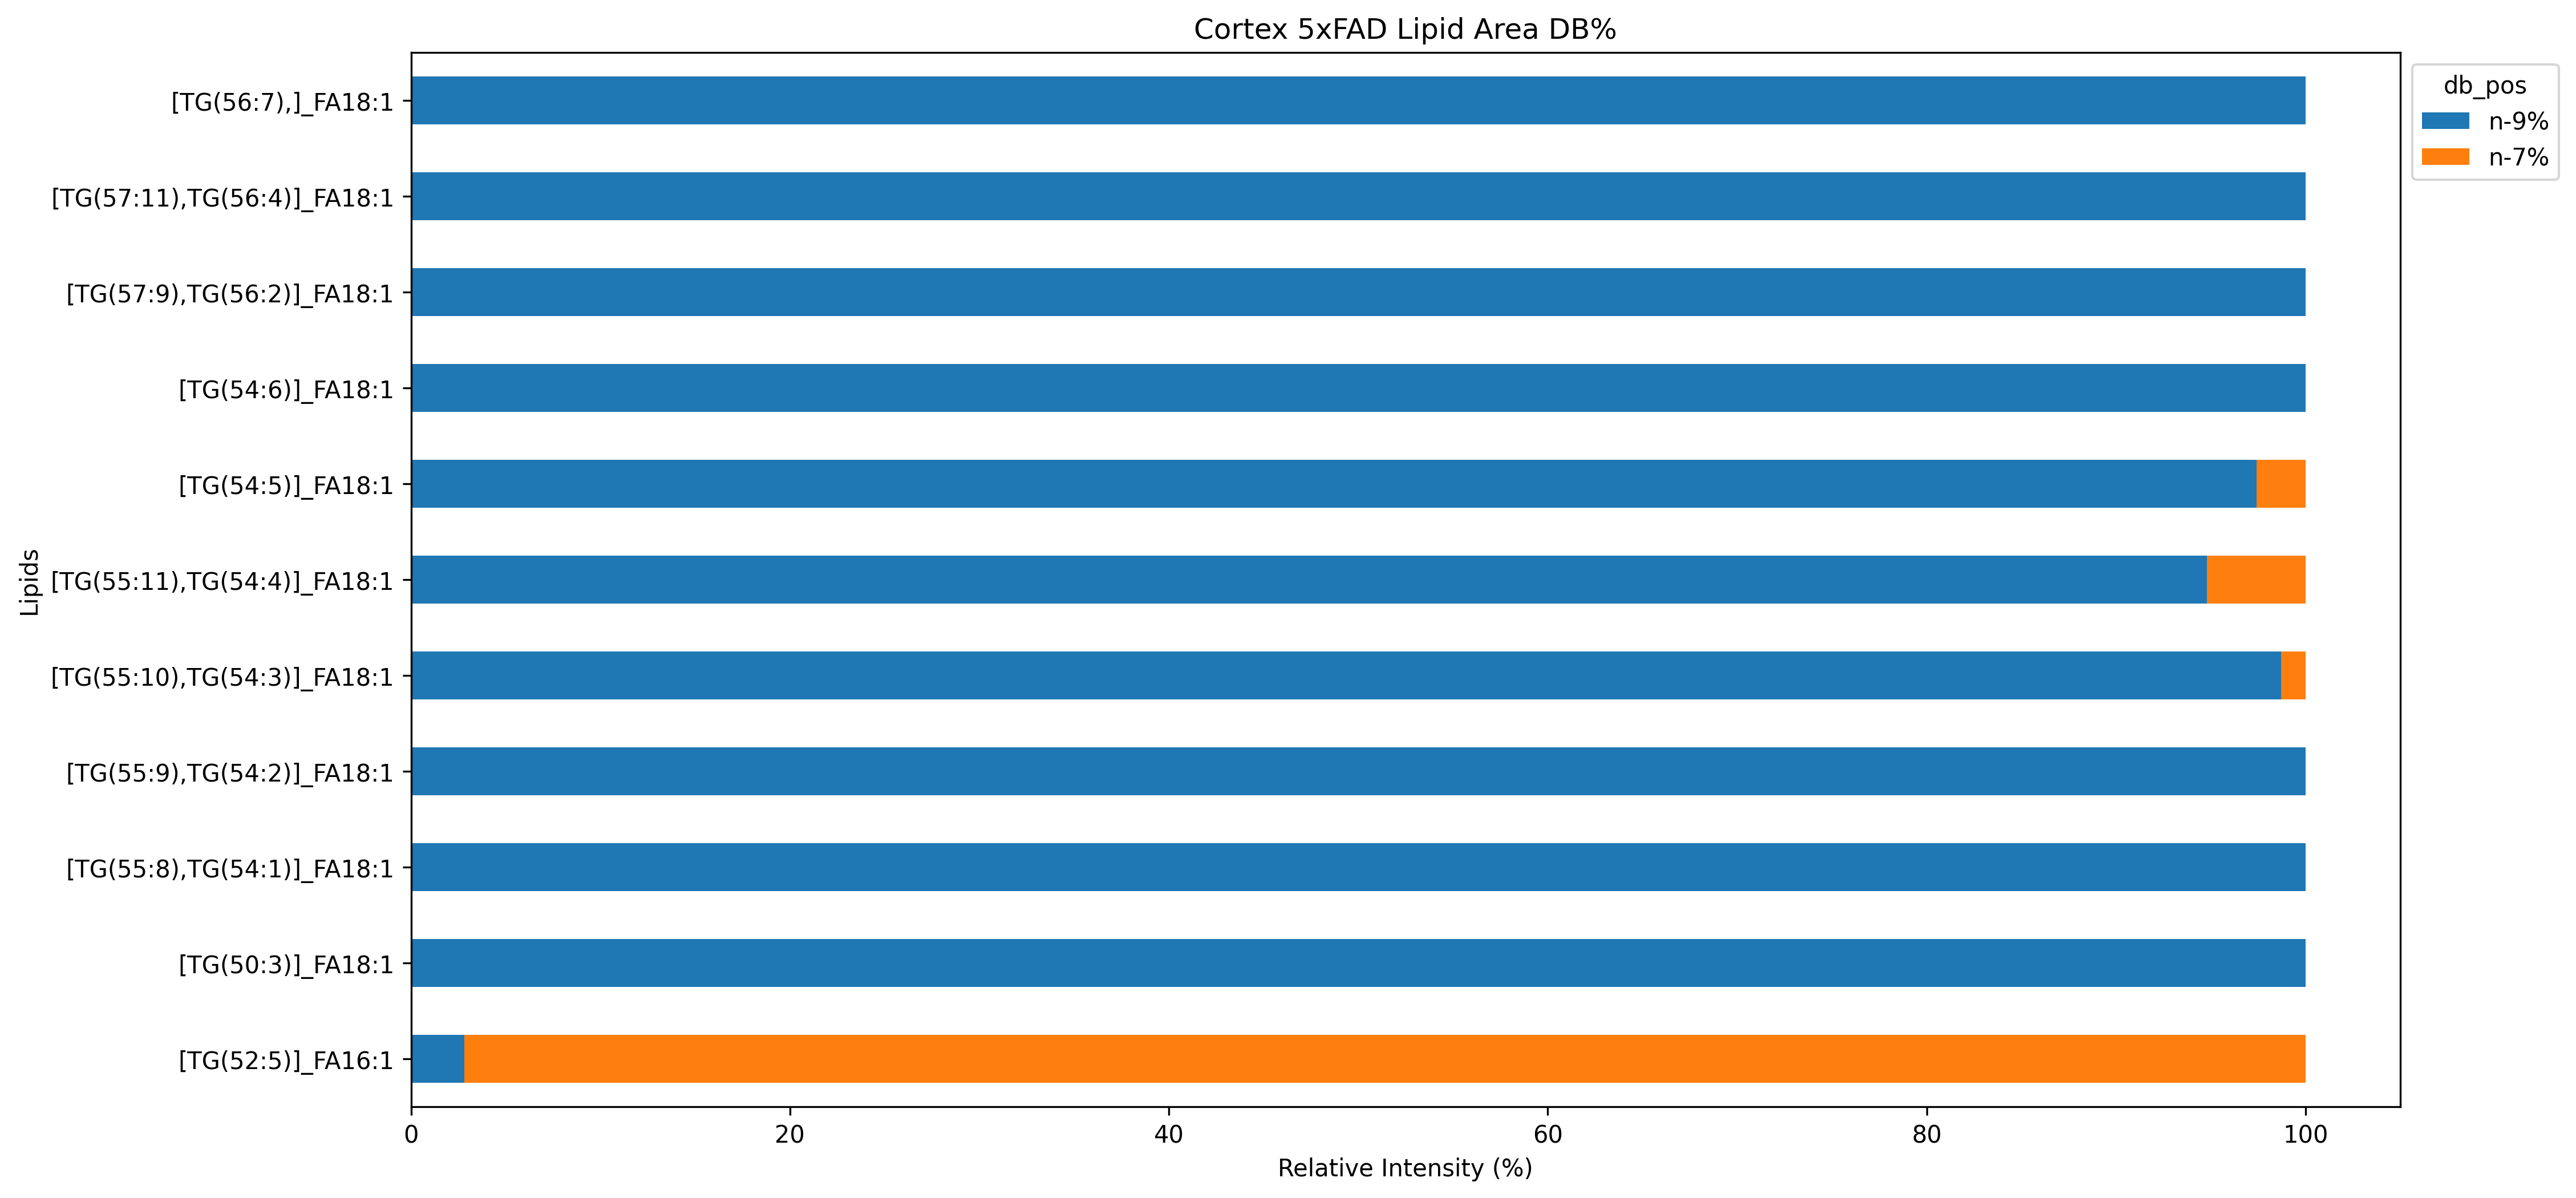 Cortex 5xFAD Lipid Area DB%
db_pos
n-9%
n-7%
Lipids
[TG(56:7),]_FA18:1
[TG(57:11),TG(56:4)]_FA18:1
[TG(57:9),TG(56:2)]_FA18:1
[TG(54:6)]_FA18:1
[TG(54:5)]_FA18:1
[TG(55:11),TG(54:4)]_FA18:1
[TG(55:10),TG(54:3)]_FA18:1
[TG(55:9),TG(54:2)]_FA18:1
[TG(55:8),TG(54:1)]_FA18:1
[TG(50:3)]_FA18:1
[TG(52:5)]_FA16:1
0 20 40 60 80 100
Relative Intensity (%)